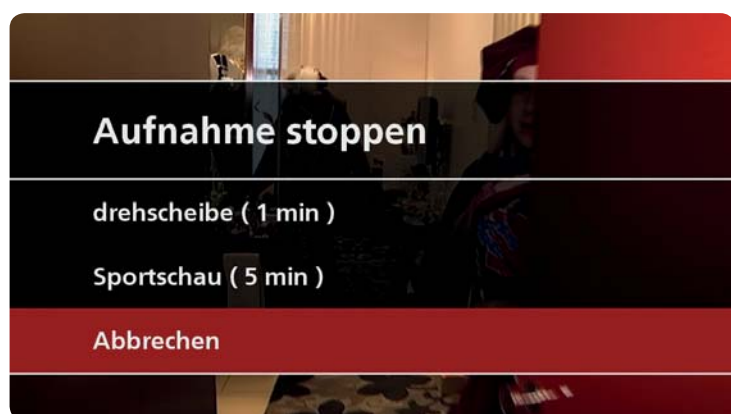 Aufnahme stoppen
drehscheibe ( 1 min )
Sportschau ( 5 min )
Abbrechen